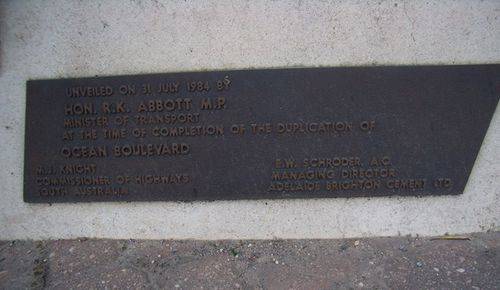 UNVEILED ON 31 JULY 1984 BY
HON. R.K. ABBOTT M.P.
MINISTER OF TRANSPORT
AT THE TIME OF COMPLETION OF THE DUPLICATION OF
OCEAN BOULEVARD
M.J. KNIGHT
COMMISSIONER OF HIGHWAYS
SOUTH AUSTRALIA
E.W. SCHRODER, A.O.
MANAGING DIRECTOR
ADELAIDE BRIGHTON CEMENT LTD